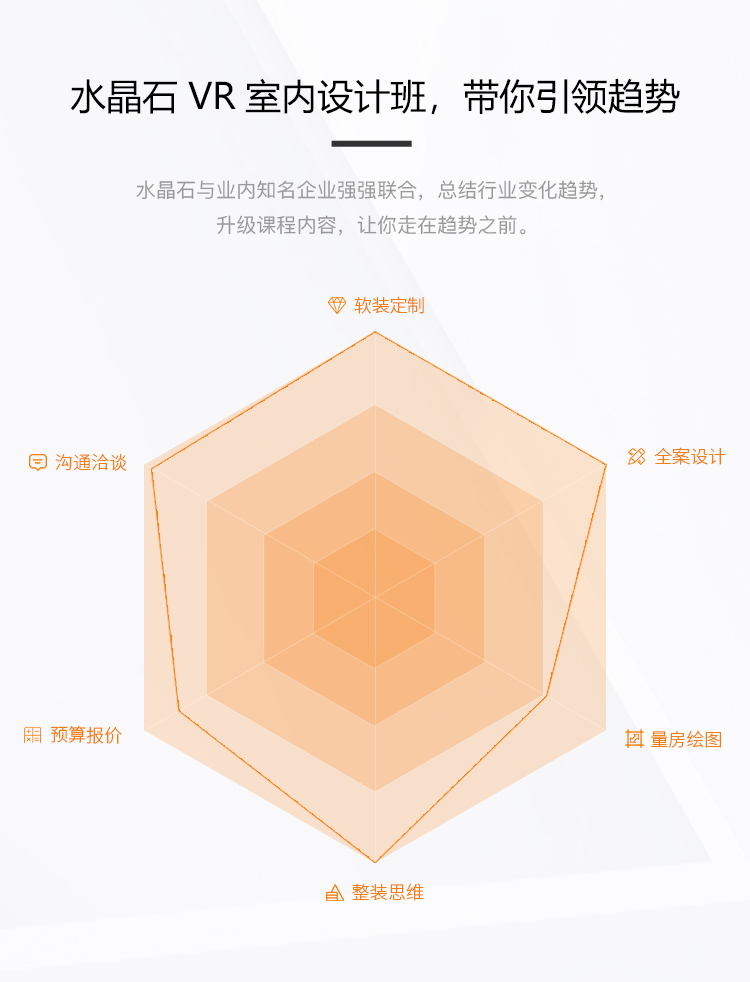 水晶石 VR 室内设计班，带你引领趋势
水晶石与业内知名企业强强联合，总结行业变化趋势，
升级课程内容，让你走在趋势之前。
软装定制
沟通洽谈
全案设计
预算报价
量房绘图
整装思维